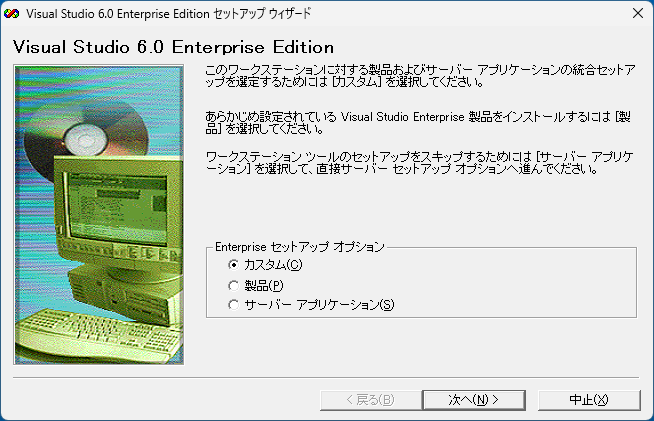 Visual Studio 6.0 Enterprise Edition セットアップ ウィザード
Visual Studio 6.0 Enterprise Edition
このワークステーションに対する製品およびサーバー アプリケーションの統合セットア
ップを選定するためには [カスタム] を選択してください。
あらかじめ設定されている Visual Studio Enterprise 製品をインストールするには [製
品] を選択してください。
ワークステーション ツールのセットアップをスキップするためには [サーバー アプリケ
ーション] を選択して、直接サーバー セットアップ オプションへ進んでください。
Enterprise セットアップ オプション
カスタム(C)
製品(P)
サーバー アプリケーション(S)
< 戻る(B)
次へ(N) >
中止(X)